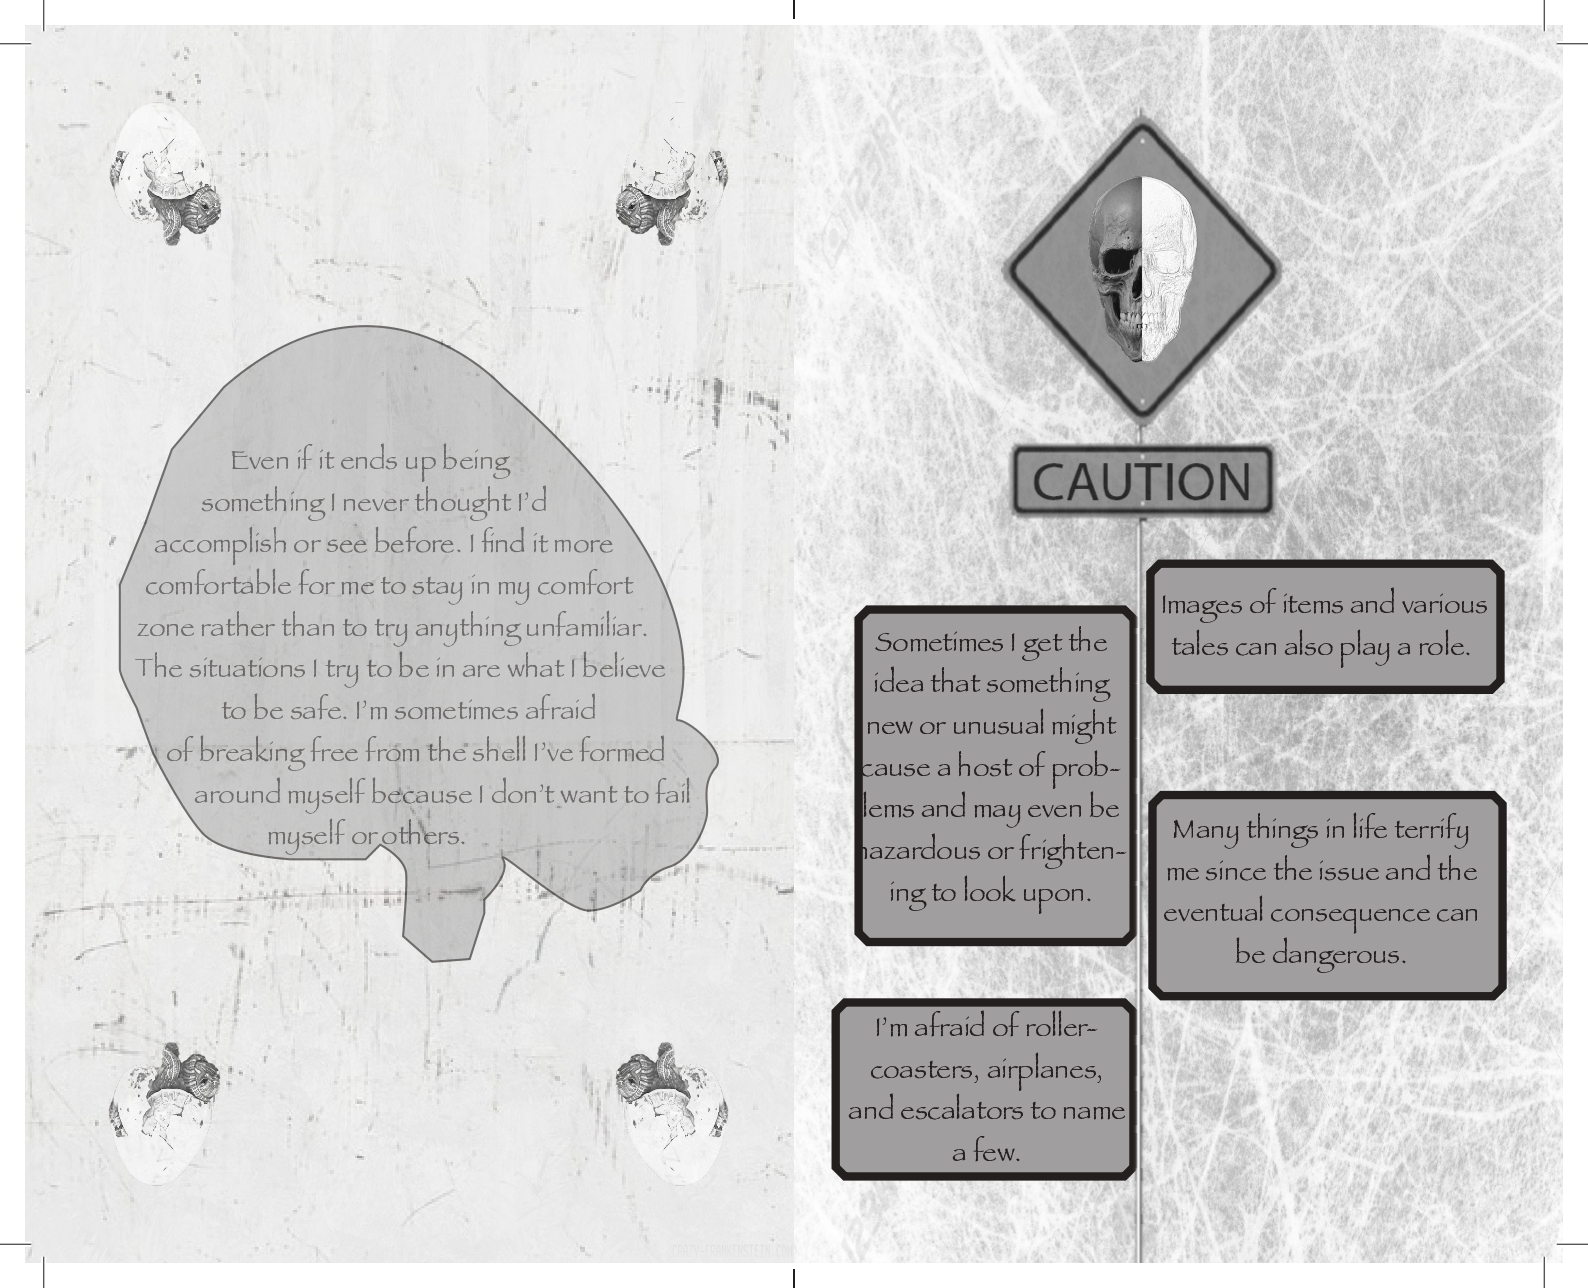 Even if it ends up being
something I never thought I'd
accomplish or see before. I find it more
comfortable for me to stay in my comfort
zone rather than to try anything unfamiliar.
The situations I try to be in are what I believe
to be safe. I'm sometimes afraid
of breaking free from the shell I've formed
around myself because I don't want to fail
myself or others.
CAUTION
Images of items and various
tales can also play a role.
Sometimes I get the
idea that something
new or unusual might
cause a host of prob-
lems and may even be
hazardous or frighten-
ing to look upon.
Many things in life terrify
me since the issue and the
eventual consequence can
be dangerous.
I'm afraid of roller-
coasters, airplanes,
and escalators to name
a few.